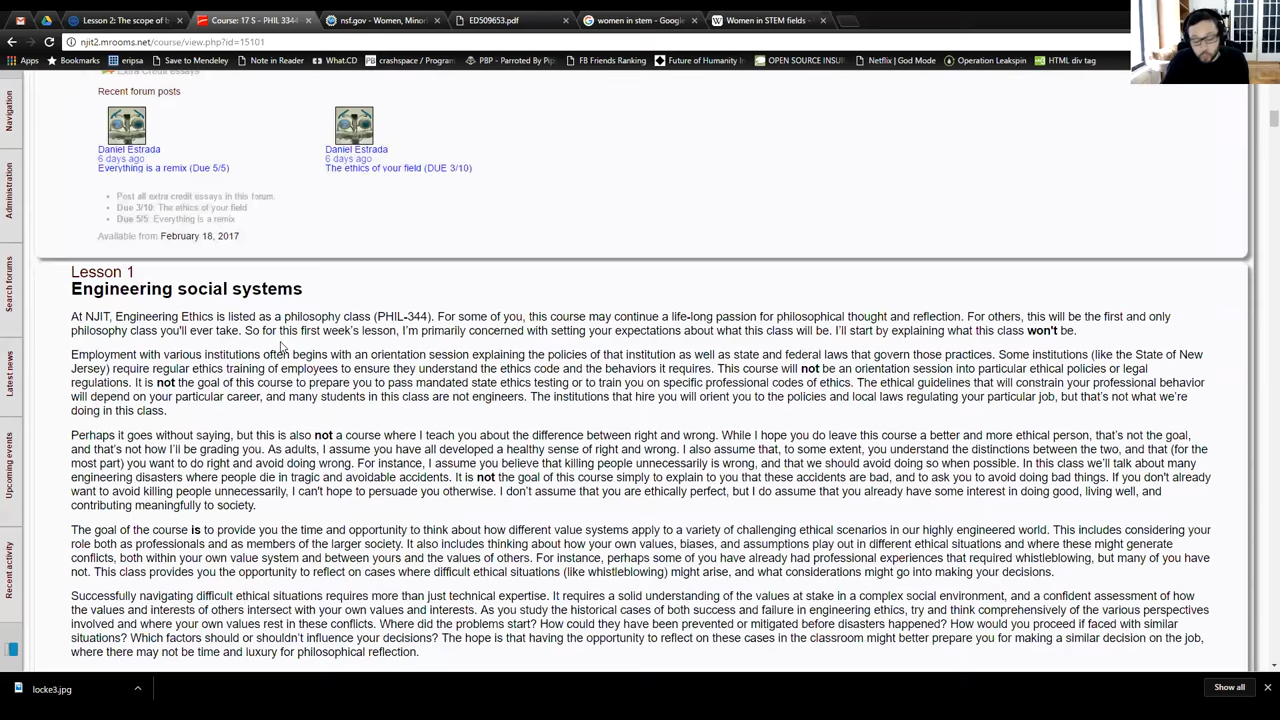 Lesson 2: The scope of b
Course: 17 S - PHIL 3344
nsf.gov - Women, Minori
ED509653.pdf
women in stem - Google
Women in STEM fields -
njit2.mrooms.net/course/view.php?id=15101
Apps
Bookmarks
eripsa
Save to Mendeley
Note in Reader
What.CD
crashspace / Program
PBP - Parroted By Pip
FB Friends Ranking
Future of Humanity In
OPEN SOURCE INSUR
Netflix | God Mode
Operation Leakspin
HTML div tag
Navigation
Administration
Search forums
Latest news
Upcoming events
Recent activity
Extra Credit essays
Recent forum posts
Daniel Estrada
6 days ago
Everything is a remix (Due 5/5)
Daniel Estrada
6 days ago
The ethics of your field (DUE 3/10)
Post all extra credit essays in this forum.
Due 3/10: The ethics of your field
Due 5/5: Everything is a remix
Available from February 18, 2017
Lesson 1
Engineering social systems
At NJIT, Engineering Ethics is listed as a philosophy class (PHIL-344). For some of you, this course may continue a life-long passion for philosophical thought and reflection. For others, this will be the first and only
philosophy class you'll ever take. So for this first week's lesson, I'm primarily concerned with setting your expectations about what this class will be. I'll start by explaining what this class won't be.
Employment with various institutions often begins with an orientation session explaining the policies of that institution as well as state and federal laws that govern those practices. Some institutions (like the State of New
Jersey) require regular ethics training of employees to ensure they understand the ethics code and the behaviors it requires. This course will not be an orientation session into particular ethical policies or legal
regulations. It is not the goal of this course to prepare you to pass mandated state ethics testing or to train you on specific professional codes of ethics. The ethical guidelines that will constrain your professional behavior
will depend on your particular career, and many students in this class are not engineers. The institutions that hire you will orient you to the policies and local laws regulating your particular job, but that's not what we're
doing in this class.
Perhaps it goes without saying, but this is also not a course where I teach you about the difference between right and wrong. While I hope you do leave this course a better and more ethical person, that's not the goal,
and that's not how I'll be grading you. As adults, I assume you have all developed a healthy sense of right and wrong. I also assume that, to some extent, you understand the distinctions between the two, and that (for the
most part) you want to do right and avoid doing wrong. For instance, I assume you believe that killing people unnecessarily is wrong, and that we should avoid doing so when possible. In this class we'll talk about many
engineering disasters where people die in tragic and avoidable accidents. It is not the goal of this course simply to explain to you that these accidents are bad, and to ask you to avoid doing bad things. If you don't already
want to avoid killing people unnecessarily, I can't hope to persuade you otherwise. I don't assume that you are ethically perfect, but I do assume that you already have some interest in doing good, living well, and
contributing meaningfully to society.
The goal of the course is to provide you the time and opportunity to think about how different value systems apply to a variety of challenging ethical scenarios in our highly engineered world. This includes considering your
role both as professionals and as members of the larger society. It also includes thinking about how your own values, biases, and assumptions play out in different ethical situations and where these might generate
conflicts, both within your own value system and between yours and the values of others. For instance, perhaps some of you have already had professional experiences that required whistleblowing, but many of you have
not. This class provides you the opportunity to reflect on cases where difficult ethical situations (like whistleblowing) might arise, and what considerations might go into making your decisions.
Successfully navigating difficult ethical situations requires more than just technical expertise. It requires a solid understanding of the values at stake in a complex social environment, and a confident assessment of how
the values and interests of others intersect with your own values and interests. As you study the historical cases of both success and failure in engineering ethics, try and think comprehensively of the various perspectives
involved and where your own values rest in these conflicts. Where did the problems start? How could they have been prevented or mitigated before disasters happened? How would you proceed if faced with similar
situations? Which factors should or shouldn't influence your decisions? The hope is that having the opportunity to reflect on these cases in the classroom might better prepare you for making a similar decision on the job,
where there may not be time and luxury for philosophical reflection.
locke3.jpg
Show all